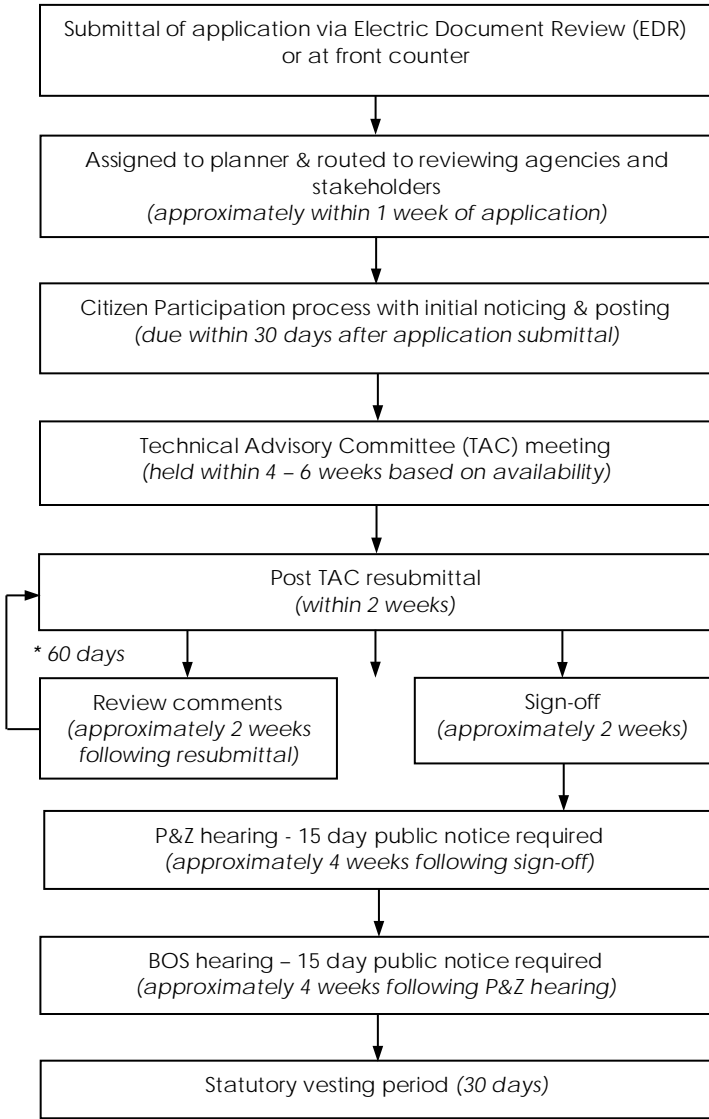 Submittal of application via Electric Document Review (EDR)
or at front counter
Assigned to planner & routed to reviewing agencies and
stakeholders
(approximately within 1 week of application)
Citizen Participation process with initial noticing & posting
(due within 30 days after application submittal)
Technical Advisory Committee (TAC) meeting
(held within 4 – 6 weeks based on availability)
Post TAC resubmittal
(within 2 weeks)
* 60 days
Review comments
(approximately 2 weeks
following resubmittal)
Sign-off
(approximately 2 weeks)
P&Z hearing - 15 day public notice required
(approximately 4 weeks following sign-off)
BOS hearing – 15 day public notice required
(approximately 4 weeks following P&Z hearing)
Statutory vesting period (30 days)